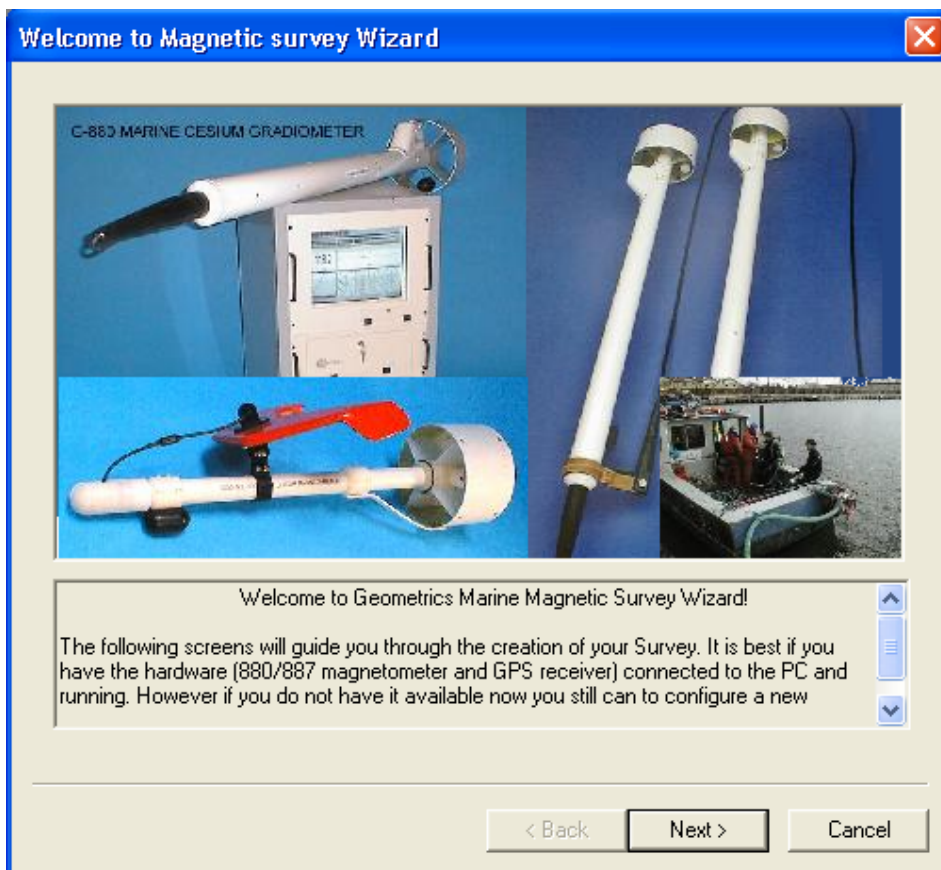 Welcome to Magnetic survey Wizard
G-880 MARINE CESIUM GRADIOMETER
Welcome to Geometrics Marine Magnetic Survey Wizard!
The following screens will guide you through the creation of your Survey. It is best if you
have the hardware (880/887 magnetometer and GPS receiver) connected to the PC and
running. However if you do not have it available now you still can to configure a new
< Back
Next >
Cancel